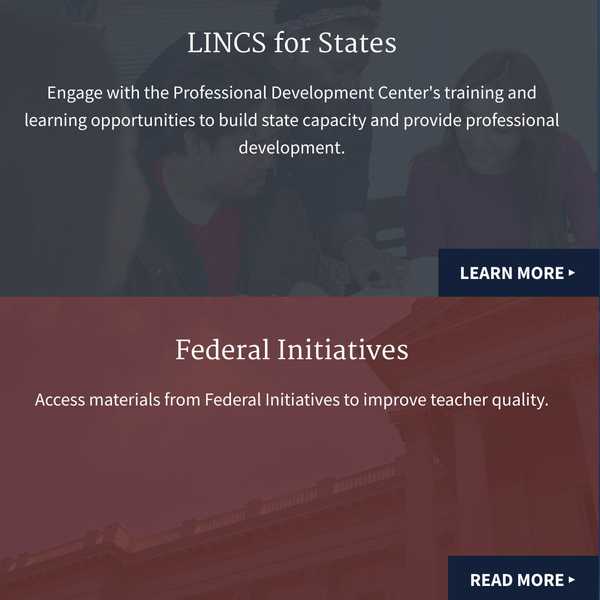 LINCS for States
Engage with the Professional Development Center's training and
learning opportunities to build state capacity and provide professional
development.
LEARN MORE ▸
Federal Initiatives
Access materials from Federal Initiatives to improve teacher quality.
READ MORE ▸